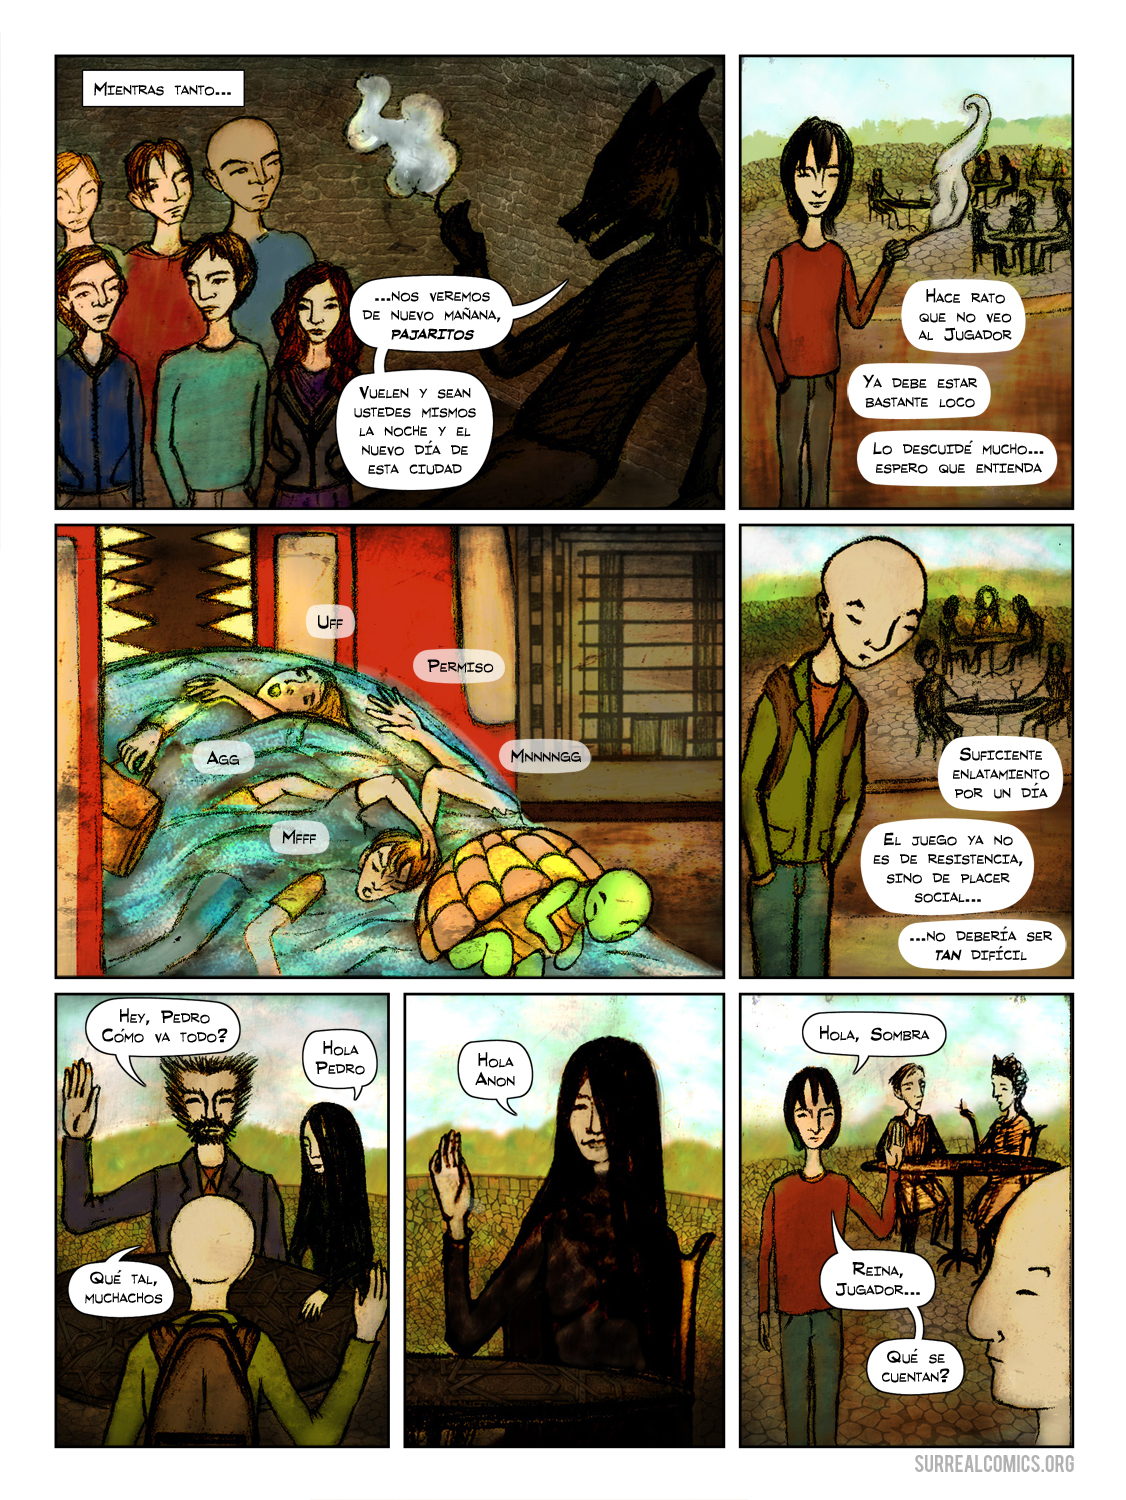 Mientras tanto...
...nos veremos
de nuevo mañana,
pajaritos
Vuelen y sean
ustedes mismos
la noche y el
nuevo día de
esta ciudad
Hace rato
que no veo
al Jugador
Ya debe estar
bastante loco
Lo descuidé mucho...
espero que entienda
Uff
Permiso
Agg
Mnnnngg
Mfff
Suficiente
enlatamiento
por un día
El juego ya no
es de resistencia,
sino de placer
social...
...no debería ser
tan difícil
Hey, Pedro
Cómo va todo?
Hola
Pedro
Qué tal,
muchachos
Hola
Anon
Hola, Sombra
Reina,
Jugador...
Qué se
cuentan?
SURREALCOMICS.ORG